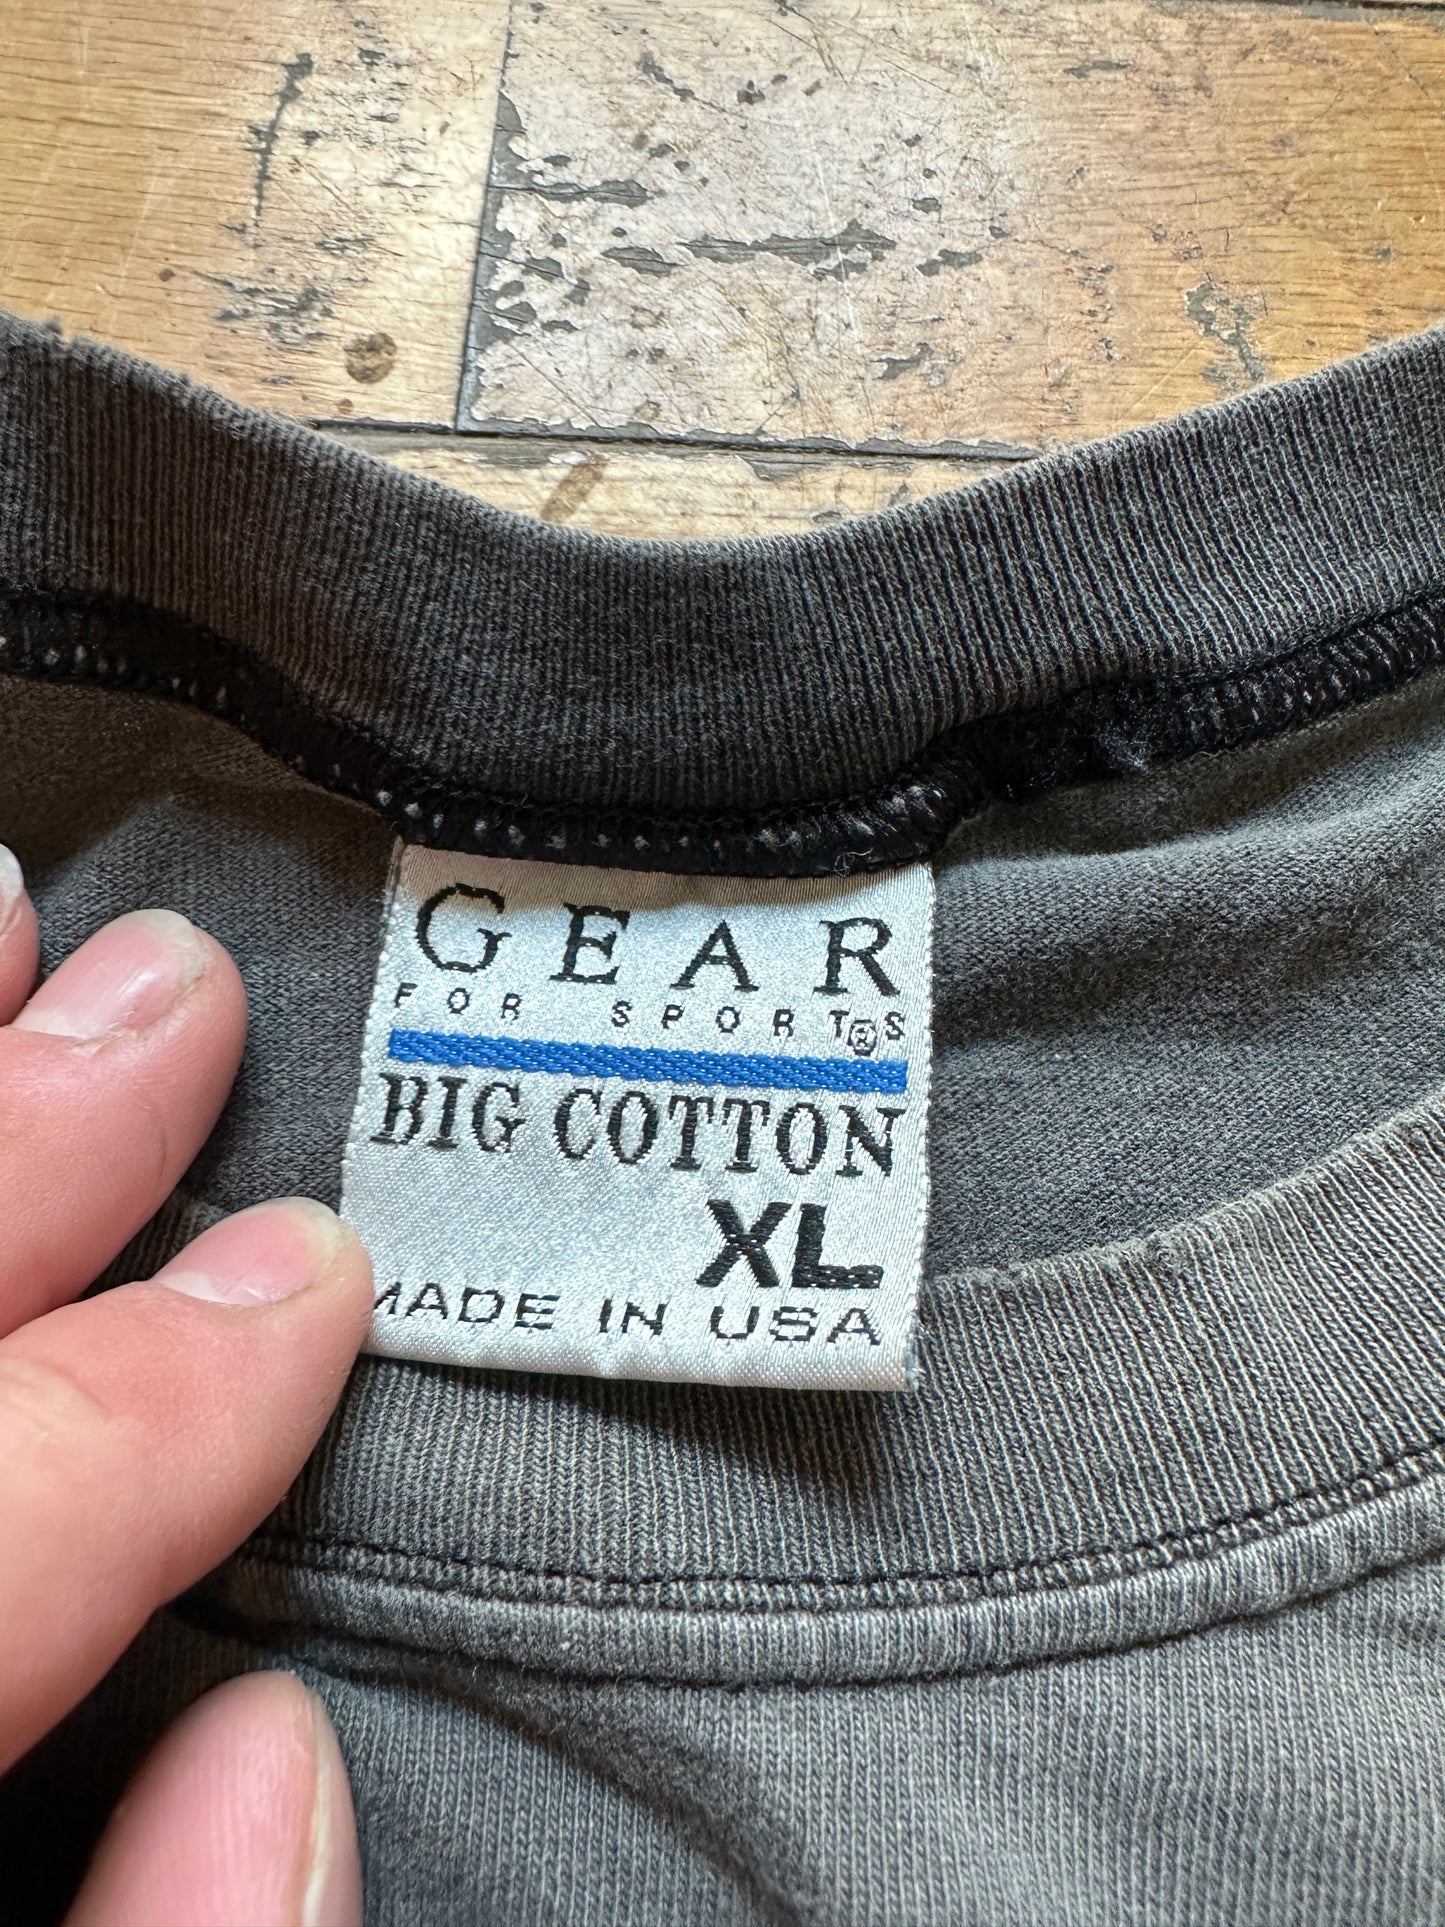 GEAR
FOR SPORTS®
BIG COTTON
XL
MADE IN USA